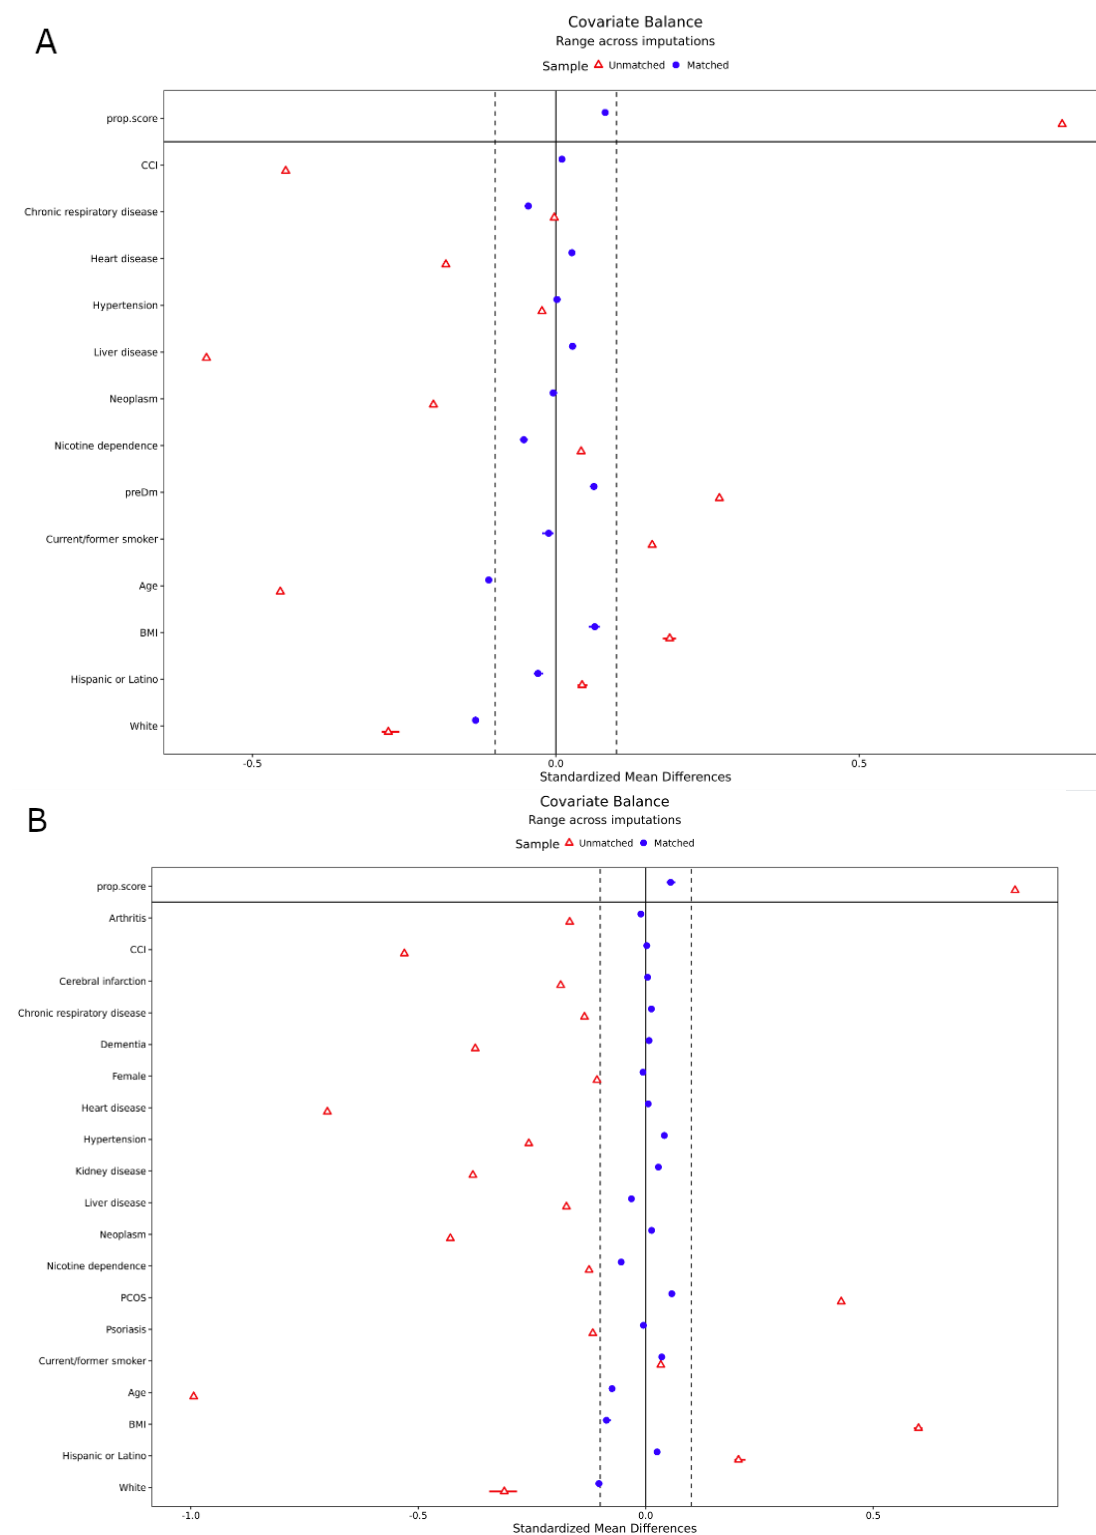 A
Covariate Balance
Range across imputations
Sample Unmatched Matched
prop.score
CCI
Chronic respiratory disease
Heart disease
Hypertension
Liver disease
Neoplasm
Nicotine dependence
preDm
Current/former smoker
Age
BMI
Hispanic or Latino
White
-0.5 0.0 0.5
Standardized Mean Differences
B
Covariate Balance
Range across imputations
Sample Unmatched Matched
prop.score
Arthritis
CCI
Cerebral infarction
Chronic respiratory disease
Dementia
Female
Heart disease
Hypertension
Kidney disease
Liver disease
Neoplasm
Nicotine dependence
PCOS
Psoriasis
Current/former smoker
Age
BMI
Hispanic or Latino
White
-1.0 -0.5 0.0 0.5
Standardized Mean Differences